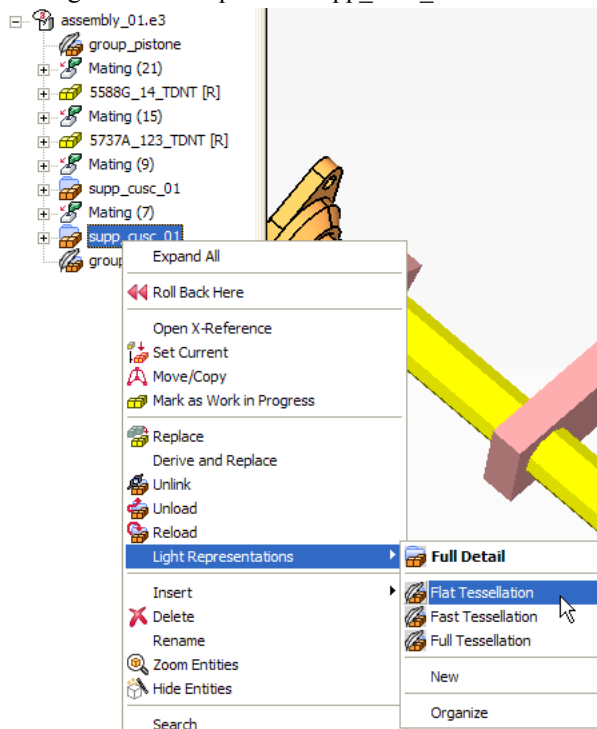 assembly_01.e3
group_pistone
Mating (21)
5588G_14_TDNT [R]
Mating (15)
5737A_123_TDNT [R]
Mating (9)
supp_cusc_01
Mating (7)
supp_cusc_01
group
Expand All
Roll Back Here
Open X-Reference
Set Current
Move/Copy
Mark as Work in Progress
Replace
Derive and Replace
Unlink
Unload
Reload
Light Representations
Insert
Delete
Rename
Zoom Entities
Hide Entities
Search
Full Detail
Flat Tessellation
Fast Tessellation
Full Tessellation
New
Organize